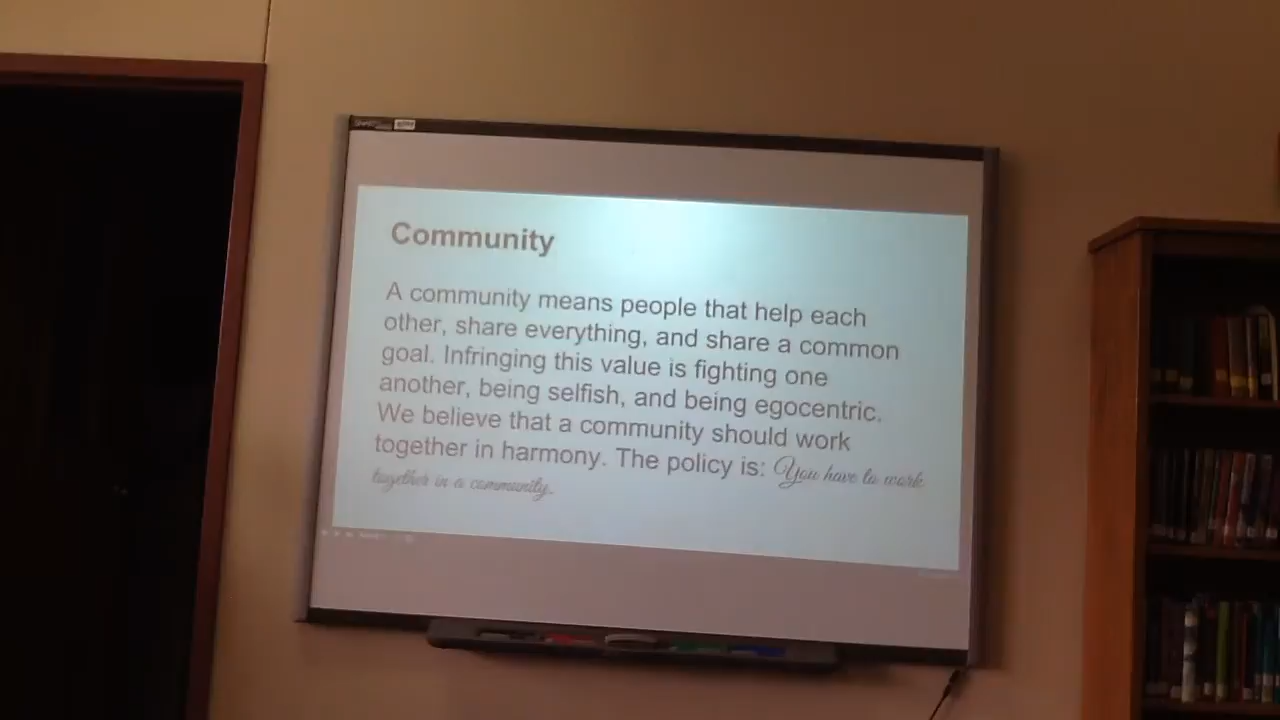 Community
A community means people that help each
other, share everything, and share a common
goal. Infringing this value is fighting one
another, being selfish, and being egocentric.
We believe that a community should work
together in harmony. The policy is: You have to work
together in a community.